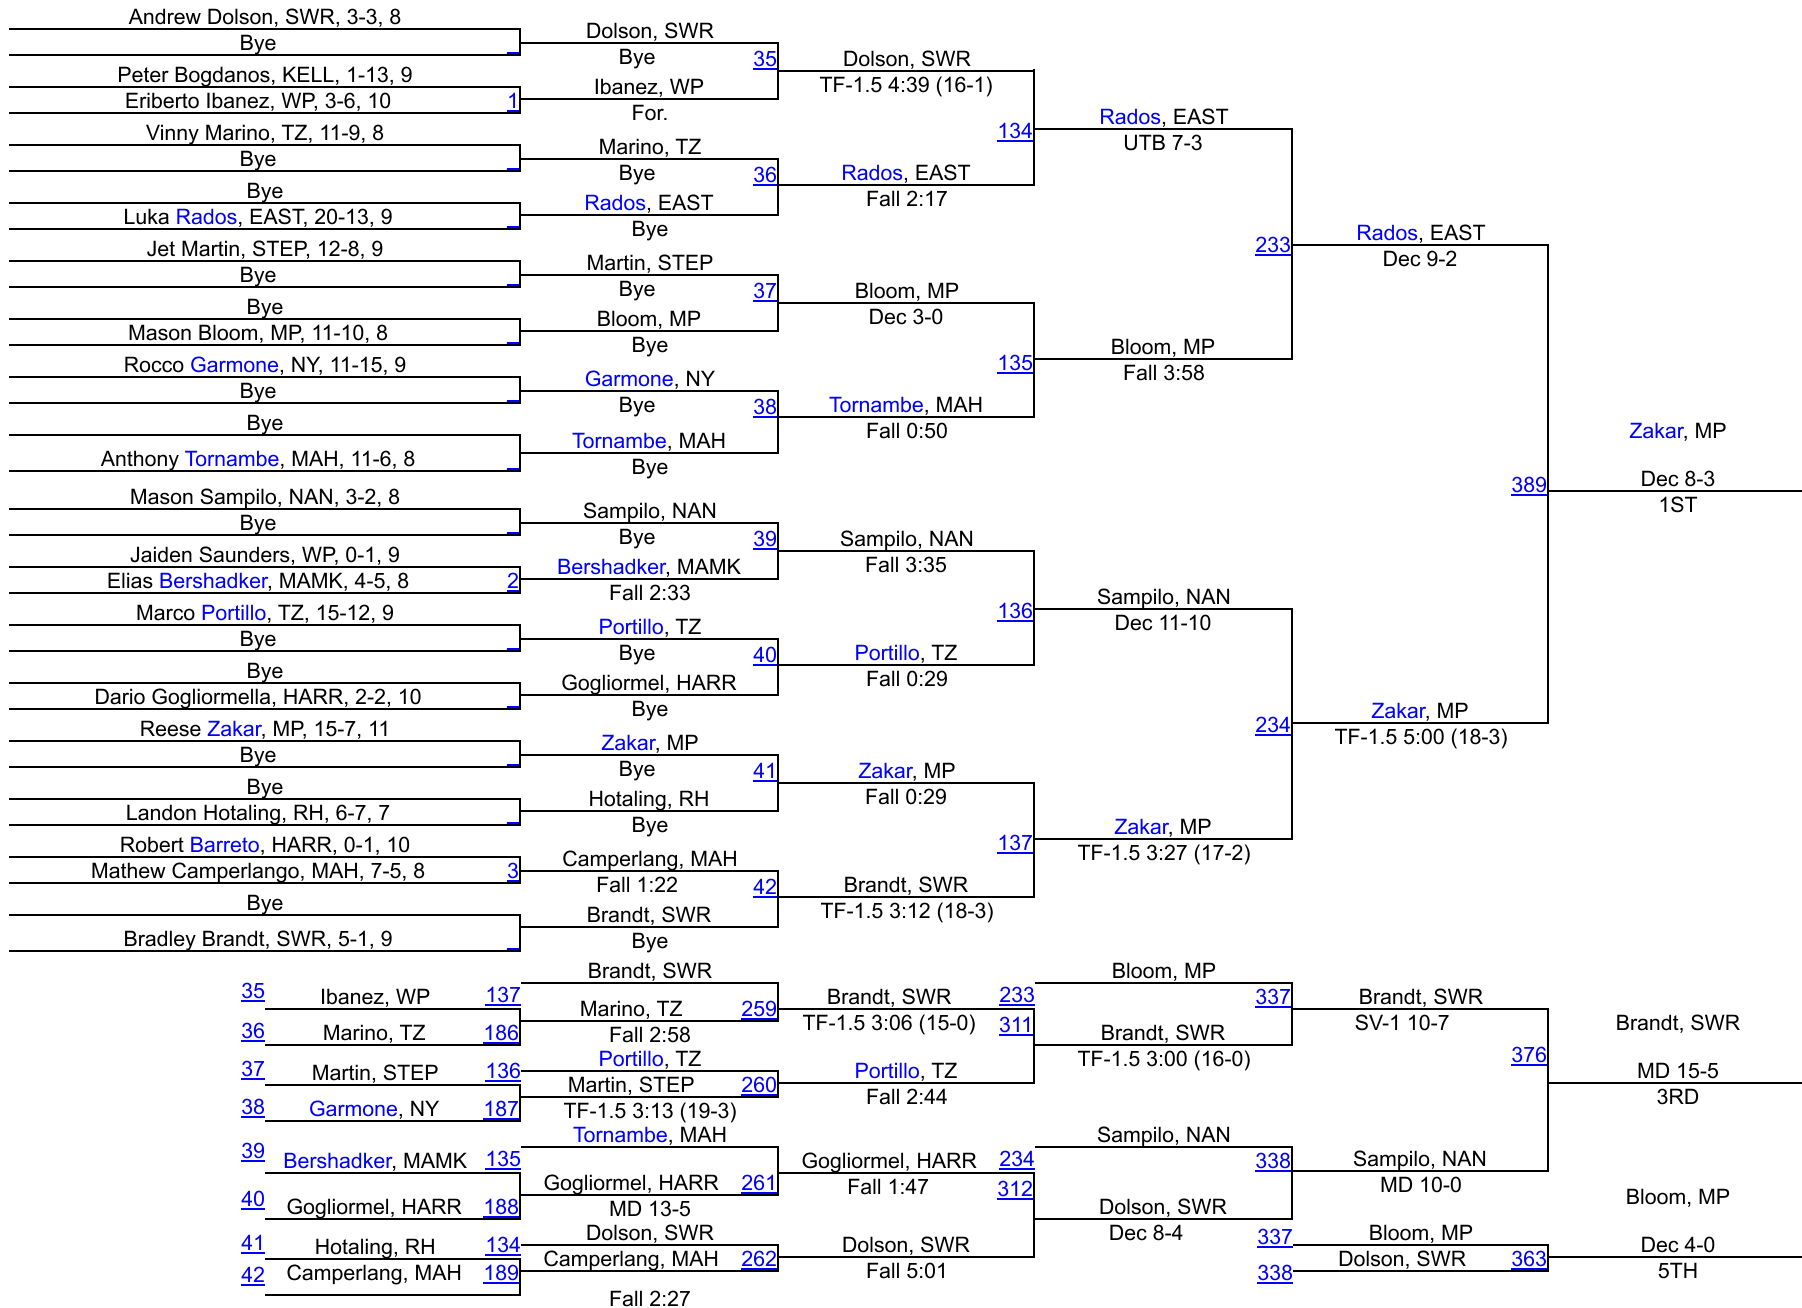 Andrew Dolson, SWR, 3-3, 8
Bye
Peter Bogdanos, KELL, 1-13, 9
Eriberto Ibanez, WP, 3-6, 10
1
Vinny Marino, TZ, 11-9, 8
Bye
Bye
Luka Rados, EAST, 20-13, 9
Jet Martin, STEP, 12-8, 9
Bye
Bye
Mason Bloom, MP, 11-10, 8
Rocco Garmone, NY, 11-15, 9
Bye
Bye
Anthony Tornambe, MAH, 11-6, 8
Mason Sampilo, NAN, 3-2, 8
Bye
Jaiden Saunders, WP, 0-1, 9
Elias Bershadker, MAMK, 4-5, 8
2
Marco Portillo, TZ, 15-12, 9
Bye
Bye
Dario Gogliormella, HARR, 2-2, 10
Reese Zakar, MP, 15-7, 11
Bye
Bye
Landon Hotaling, RH, 6-7, 7
Robert Barreto, HARR, 0-1, 10
Mathew Camperlango, MAH, 7-5, 8
3
Bye
Bradley Brandt, SWR, 5-1, 9
Dolson, SWR
Bye
35
Ibanez, WP
For.
Marino, TZ
Bye
36
Rados, EAST
Bye
Martin, STEP
Bye
37
Bloom, MP
Bye
Garmone, NY
Bye
38
Tornambe, MAH
Bye
Sampilo, NAN
Bye
39
Bershadker, MAMK
Fall 2:33
Portillo, TZ
Bye
40
Gogliormel, HARR
Bye
Zakar, MP
Bye
41
Hotaling, RH
Bye
Camperlang, MAH
Fall 1:22
42
Brandt, SWR
Bye
Dolson, SWR
TF-1.5 4:39 (16-1)
134
Rados, EAST
Fall 2:17
Bloom, MP
Dec 3-0
135
Tornambe, MAH
Fall 0:50
Sampilo, NAN
Fall 3:35
136
Portillo, TZ
Fall 0:29
Zakar, MP
Fall 0:29
137
Brandt, SWR
TF-1.5 3:12 (18-3)
Rados, EAST
UTB 7-3
233
Bloom, MP
Fall 3:58
Sampilo, NAN
Dec 11-10
234
Zakar, MP
TF-1.5 3:27 (17-2)
Rados, EAST
Dec 9-2
389
Zakar, MP
TF-1.5 5:00 (18-3)
Zakar, MP
Dec 8-3
1ST
35
Ibanez, WP
137
36
Marino, TZ
186
37
Martin, STEP
136
38
Garmone, NY
187
39
Bershadker, MAMK
135
40
Gogliormel, HARR
188
41
Hotaling, RH
134
42
Camperlang, MAH
189
Brandt, SWR
Marino, TZ
259
Fall 2:58
Portillo, TZ
Martin, STEP
260
TF-1.5 3:13 (19-3)
Tornambe, MAH
Gogliormel, HARR
261
MD 13-5
Dolson, SWR
Camperlang, MAH
262
Fall 2:27
Brandt, SWR
233
TF-1.5 3:06 (15-0)
311
Portillo, TZ
Fall 2:44
Gogliormel, HARR
234
Fall 1:47
312
Dolson, SWR
Fall 5:01
Bloom, MP
337
Brandt, SWR
TF-1.5 3:00 (16-0)
Sampilo, NAN
338
Dolson, SWR
Dec 8-4
337
338
Brandt, SWR
SV-1 10-7
376
Sampilo, NAN
MD 10-0
Bloom, MP
Dolson, SWR
363
Brandt, SWR
MD 15-5
3RD
Bloom, MP
Dec 4-0
5TH